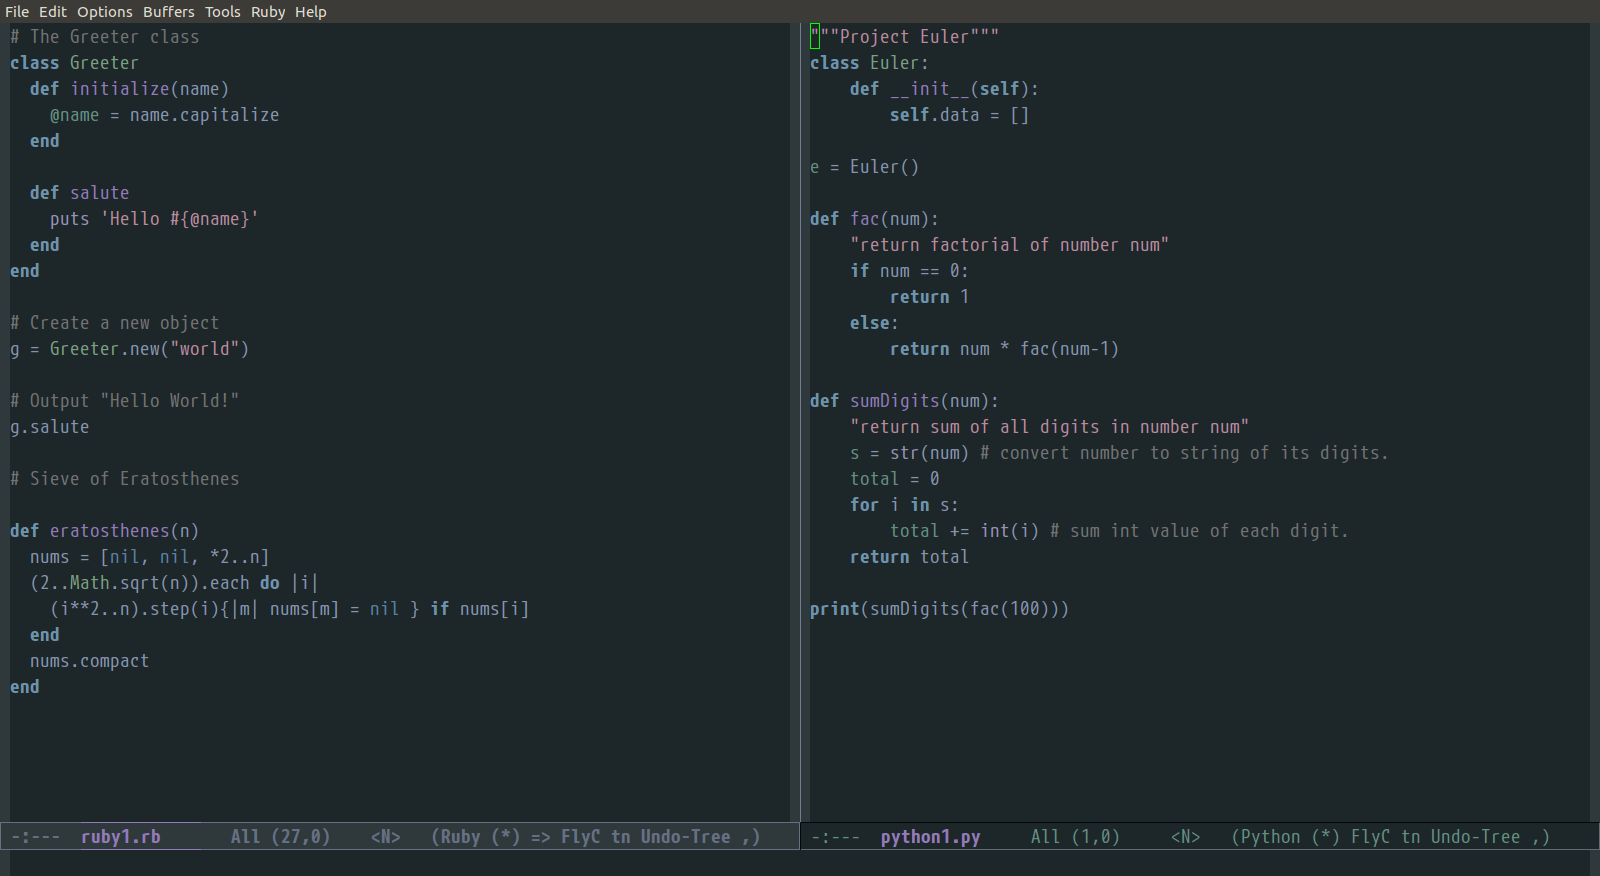 File Edit Options Buffers Tools Ruby Help
# The Greeter class
class Greeter
  def initialize(name)
    @name = name.capitalize
  end

  def salute
    puts 'Hello #{@name}'
  end
end

# Create a new object
g = Greeter.new("world")

# Output "Hello World!"
g.salute

# Sieve of Eratosthenes

def eratosthenes(n)
  nums = [nil, nil, *2..n]
  (2..Math.sqrt(n)).each do |i|
    (i**2..n).step(i){|m| nums[m] = nil } if nums[i]
  end
  nums.compact
end
-:--- ruby1.rb All (27,0) <N> (Ruby (*) => FlyC tn Undo-Tree ,)
"""Project Euler"""
class Euler:
    def __init__(self):
        self.data = []

e = Euler()

def fac(num):
    "return factorial of number num"
    if num == 0:
        return 1
    else:
        return num * fac(num-1)

def sumDigits(num):
    "return sum of all digits in number num"
    s = str(num) # convert number to string of its digits.
    total = 0
    for i in s:
        total += int(i) # sum int value of each digit.
    return total

print(sumDigits(fac(100)))
-:--- python1.py All (1,0) <N> (Python (*) FlyC tn Undo-Tree ,)